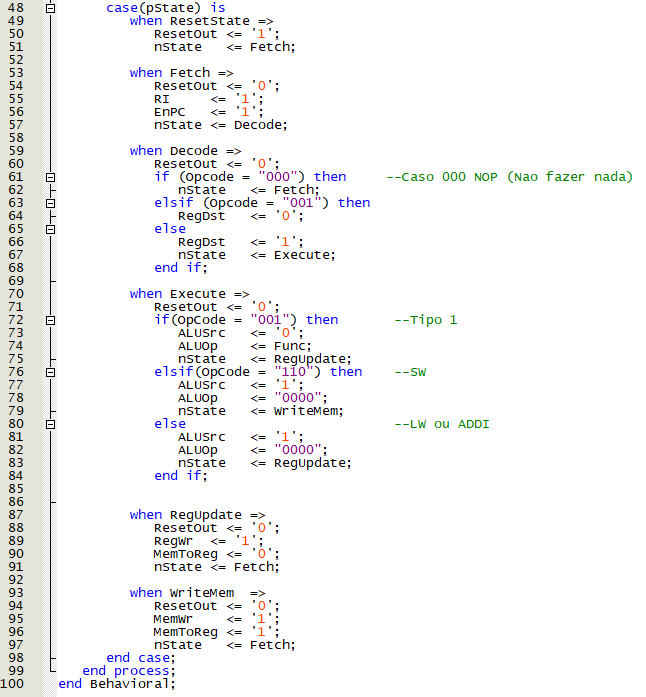 48 case(pState) is
49 when ResetState =>
50 ResetOut <= '1';
51 nState <= Fetch;
52
53 when Fetch =>
54 ResetOut <= '0';
55 RI <= '1';
56 EnPC <= '1';
57 nState <= Decode;
58
59 when Decode =>
60 ResetOut <= '0';
61 if (Opcode = "000") then --Caso 000 NOP (Nao fazer nada)
62 nState <= Fetch;
63 elsif (Opcode = "001") then
64 RegDst <= '0';
65 else
66 RegDst <= '1';
67 nState <= Execute;
68 end if;
69
70 when Execute =>
71 ResetOut <= '0';
72 if(OpCode = "001") then --Tipo 1
73 ALUSrc <= '0';
74 ALUOp <= Func;
75 nState <= RegUpdate;
76 elsif(OpCode = "110") then --SW
77 ALUSrc <= '1';
78 ALUOp <= "0000";
79 nState <= WriteMem;
80 else --LW ou ADDI
81 ALUSrc <= '1';
82 ALUOp <= "0000";
83 nState <= RegUpdate;
84 end if;
85
86
87 when RegUpdate =>
88 ResetOut <= '0';
89 RegWr <= '1';
90 MemToReg <= '0';
91 nState <= Fetch;
92
93 when WriteMem =>
94 ResetOut <= '0';
95 MemWr <= '1';
96 MemToReg <= '1';
97 nState <= Fetch;
98 end case;
99 end process;
100 end Behavioral;